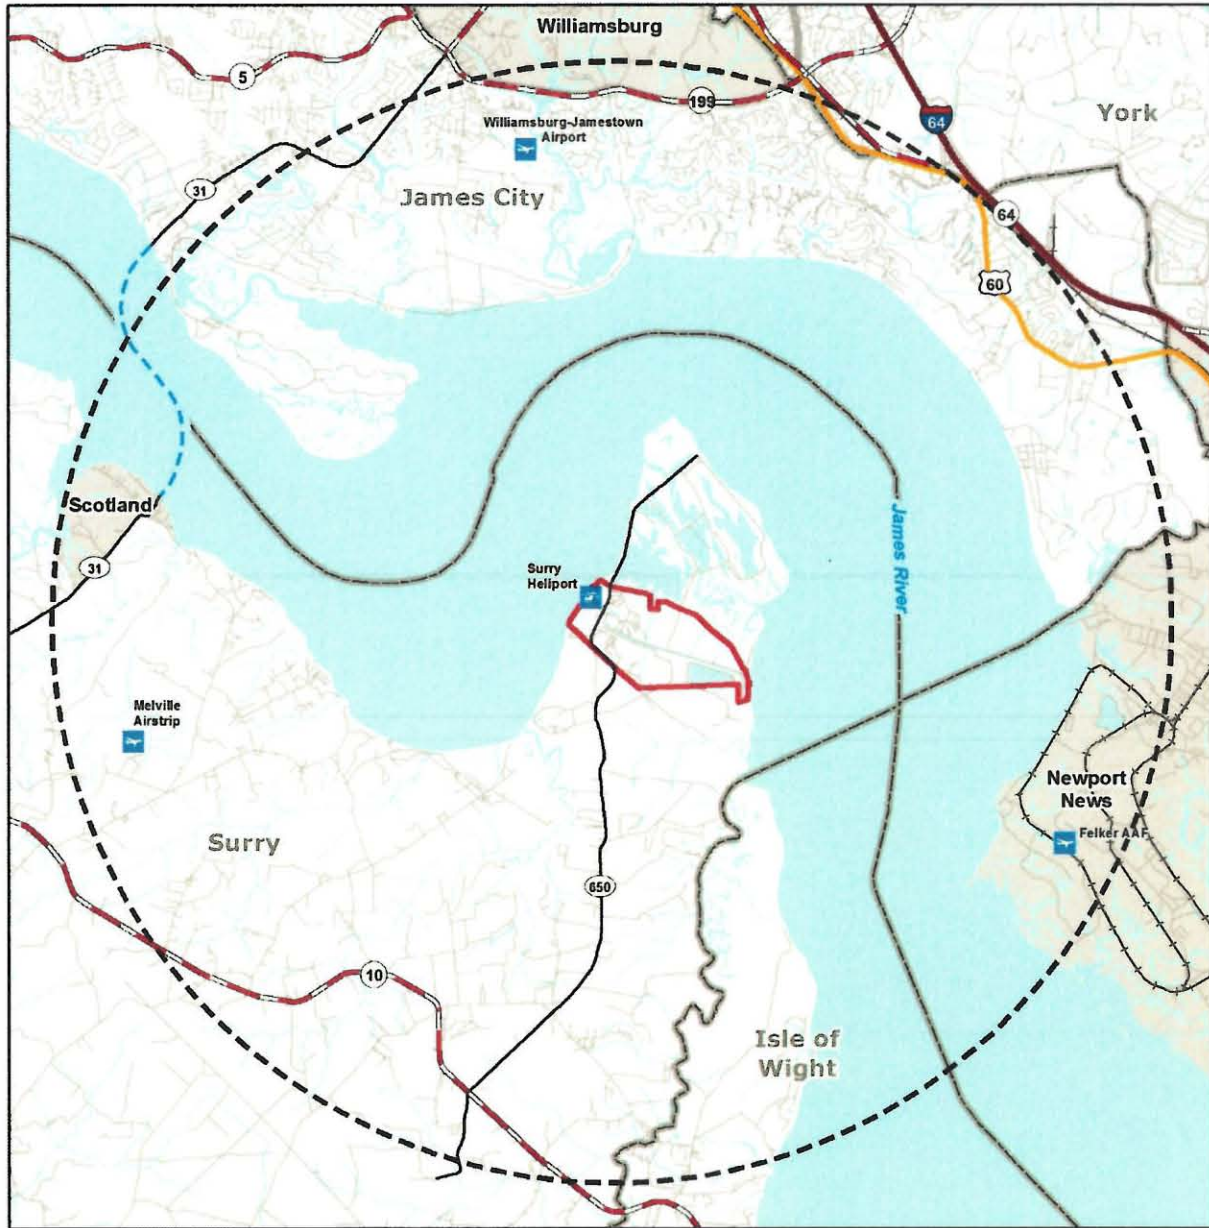 Williamsburg
5
199
64
York
Williamsburg-Jamestown
Airport
31
James City
64
60
Scotland
James River
31
Surry
Heliport
Melville
Airstrip
Newport
News
Felker AAF
Surry
650
10
Isle of
Wight